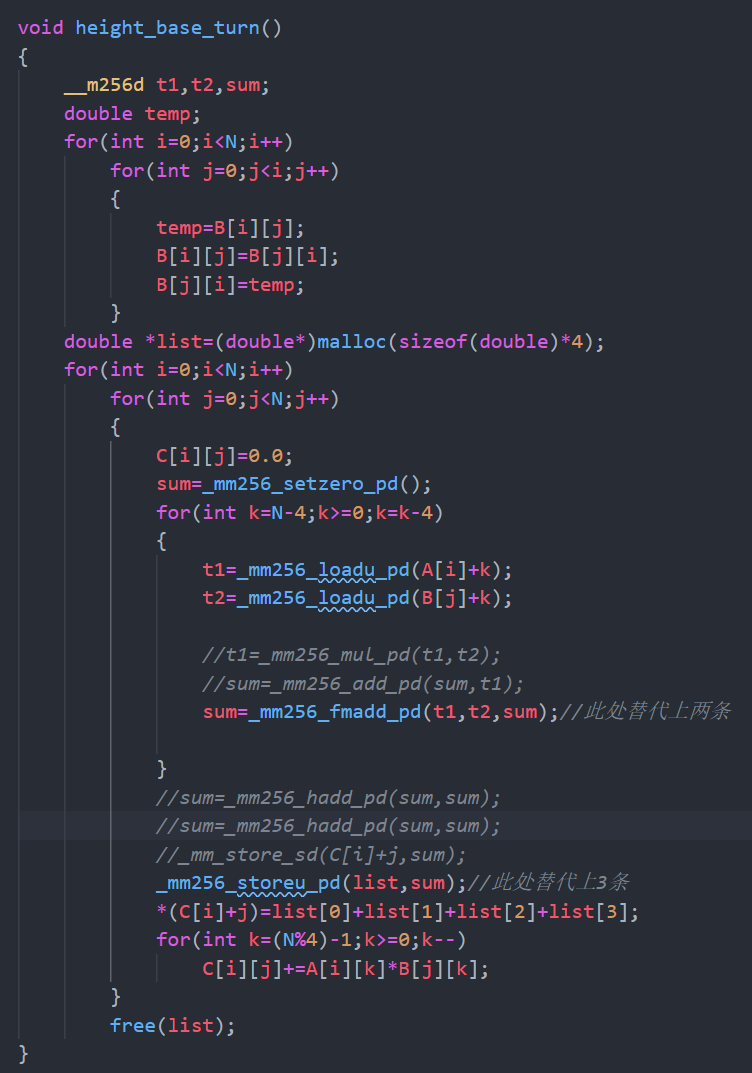 void height_base_turn()
{
    __m256d t1,t2,sum;
    double temp;
    for(int i=0;i<N;i++)
        for(int j=0;j<i;j++)
        {
            temp=B[i][j];
            B[i][j]=B[j][i];
            B[j][i]=temp;
        }
    double *list=(double*)malloc(sizeof(double)*4);
    for(int i=0;i<N;i++)
        for(int j=0;j<N;j++)
        {
            C[i][j]=0.0;
            sum=_mm256_setzero_pd();
            for(int k=N-4;k>=0;k=k-4)
            {
                t1=_mm256_loadu_pd(A[i]+k);
                t2=_mm256_loadu_pd(B[j]+k);
                //t1=_mm256_mul_pd(t1,t2);
                //sum=_mm256_add_pd(sum,t1);
                sum=_mm256_fmadd_pd(t1,t2,sum);//此处替代上两条
            }
            //sum=_mm256_hadd_pd(sum,sum);
            //sum=_mm256_hadd_pd(sum,sum);
            //_mm_store_sd(C[i]+j,sum);
            _mm256_storeu_pd(list,sum);//此处替代上3条
            *(C[i]+j)=list[0]+list[1]+list[2]+list[3];
            for(int k=(N%4)-1;k>=0;k--)
                C[i][j]+=A[i][k]*B[j][k];
        }
        free(list);
}